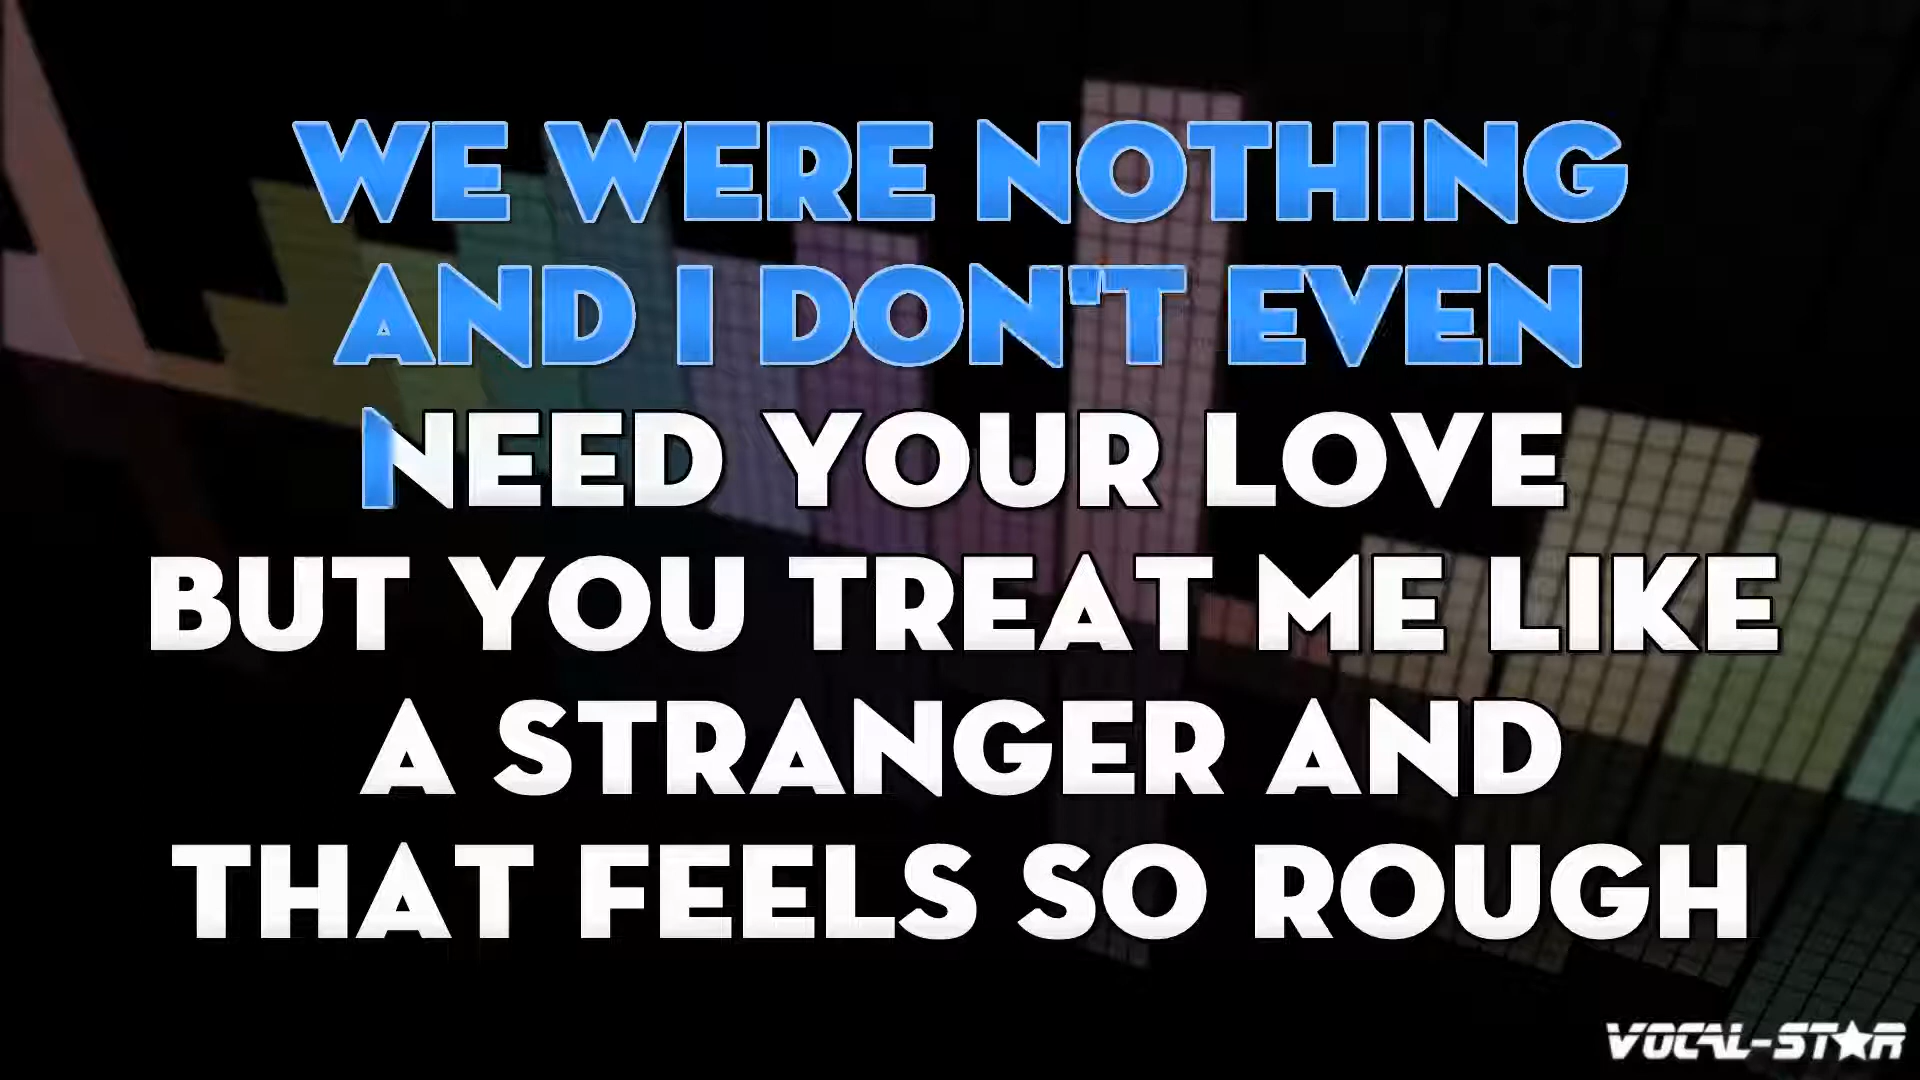 WE WERE NOTHING
AND I DON'T EVEN
NEED YOUR LOVE
BUT YOU TREAT ME LIKE
A STRANGER AND
THAT FEELS SO ROUGH
VOCAL-STAR